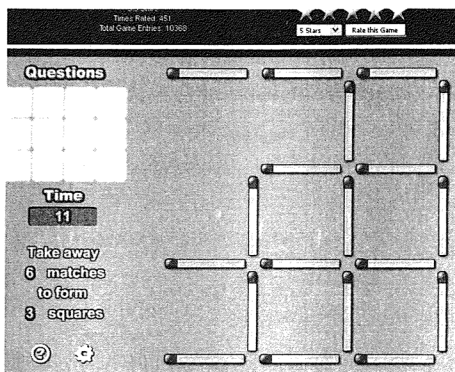 Times Rated: 451
Total Game Entries: 10368
5 Stars
Rate this Game
Questions
Time
11
Take away
6 matches
to form
3 squares